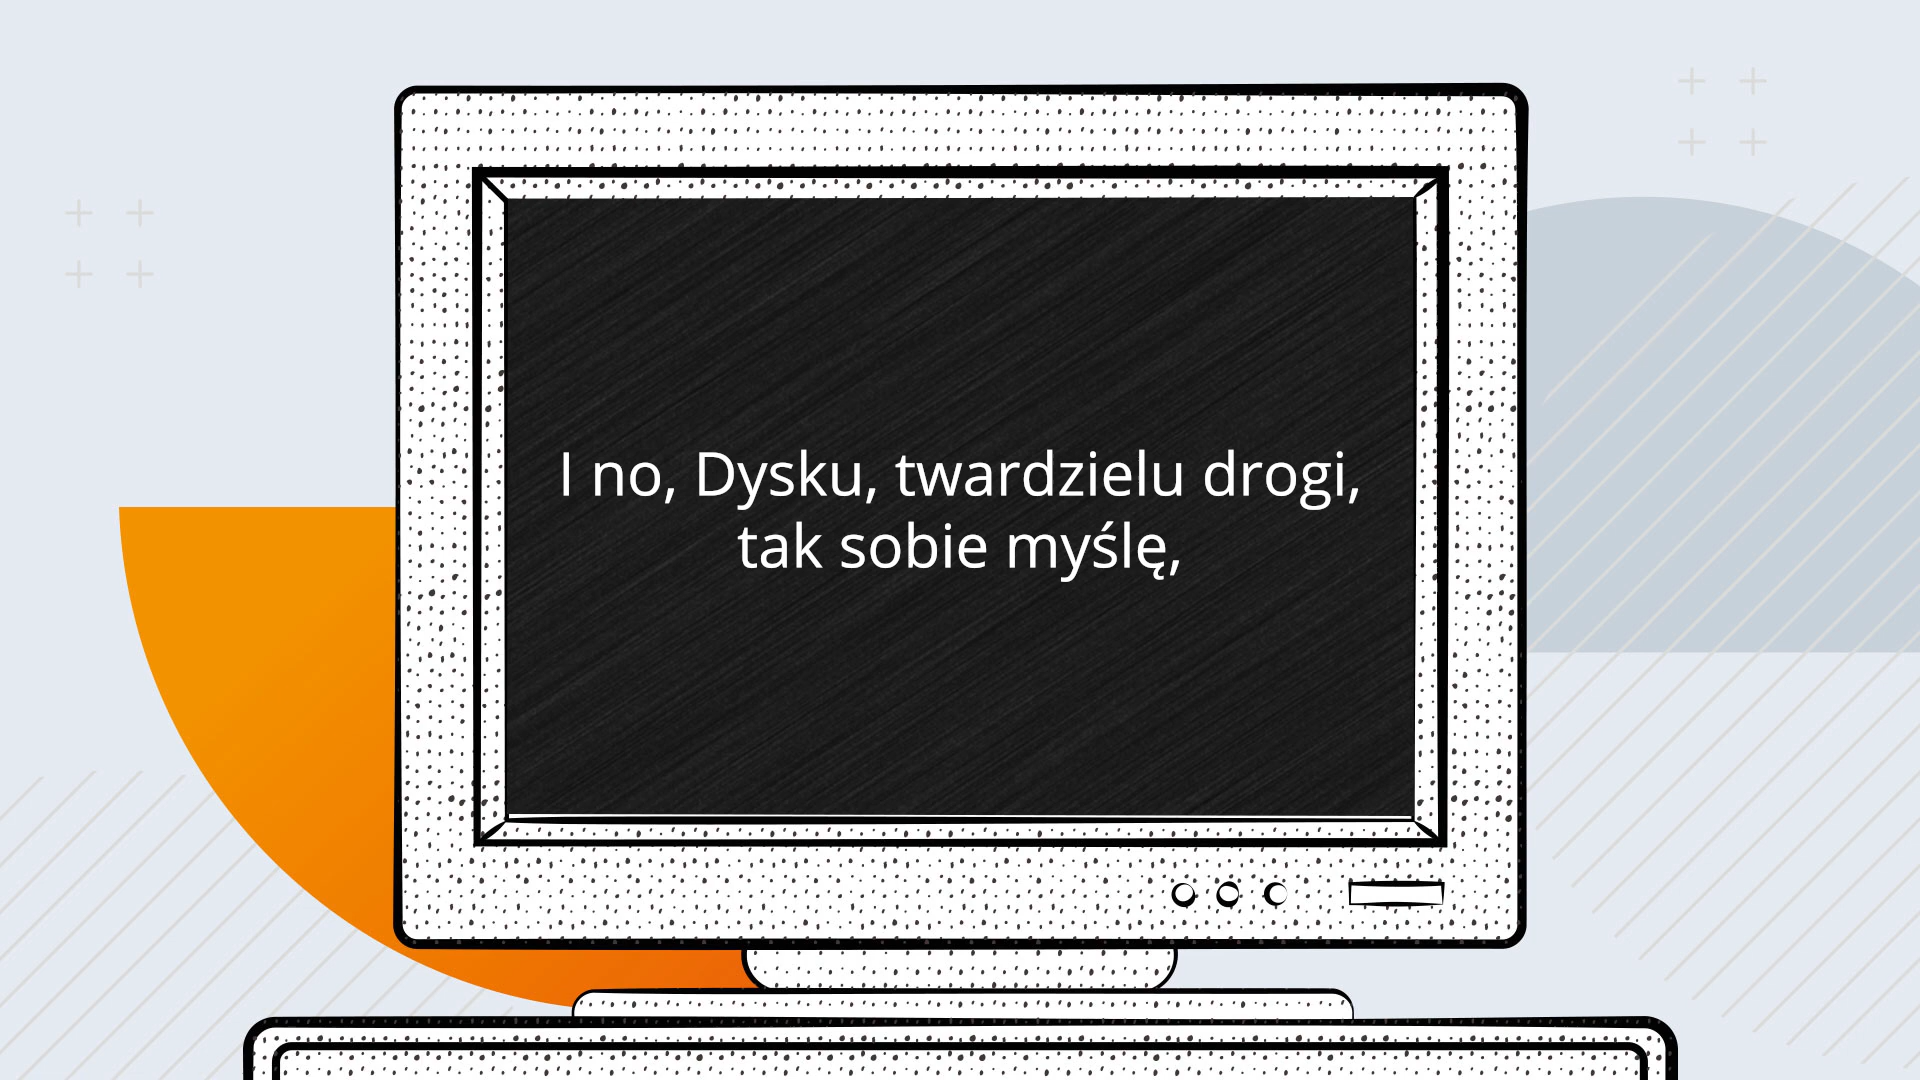 I no, Dysku, twardzielu drogi,
tak sobie myślę,